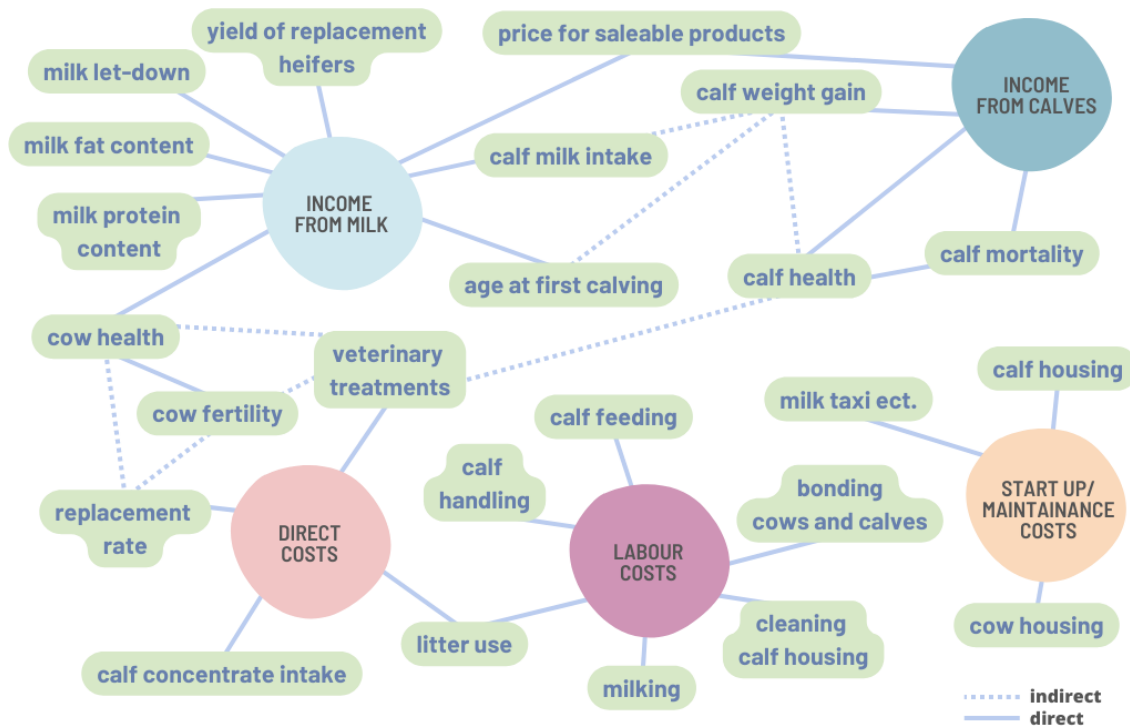 yield of replacement
heifers
price for saleable products
milk let-down
calf weight gain
INCOME
FROM CALVES
milk fat content
calf milk intake
milk protein
content
INCOME
FROM MILK
calf mortality
age at first calving
calf health
cow health
veterinary
treatments
calf housing
cow fertility
milk taxi ect.
calf feeding
calf
handling
bonding
cows and calves
START UP/
MAINTAINANCE
COSTS
replacement
rate
DIRECT
COSTS
LABOUR
COSTS
cleaning
calf housing
cow housing
litter use
calf concentrate intake
milking
indirect
direct